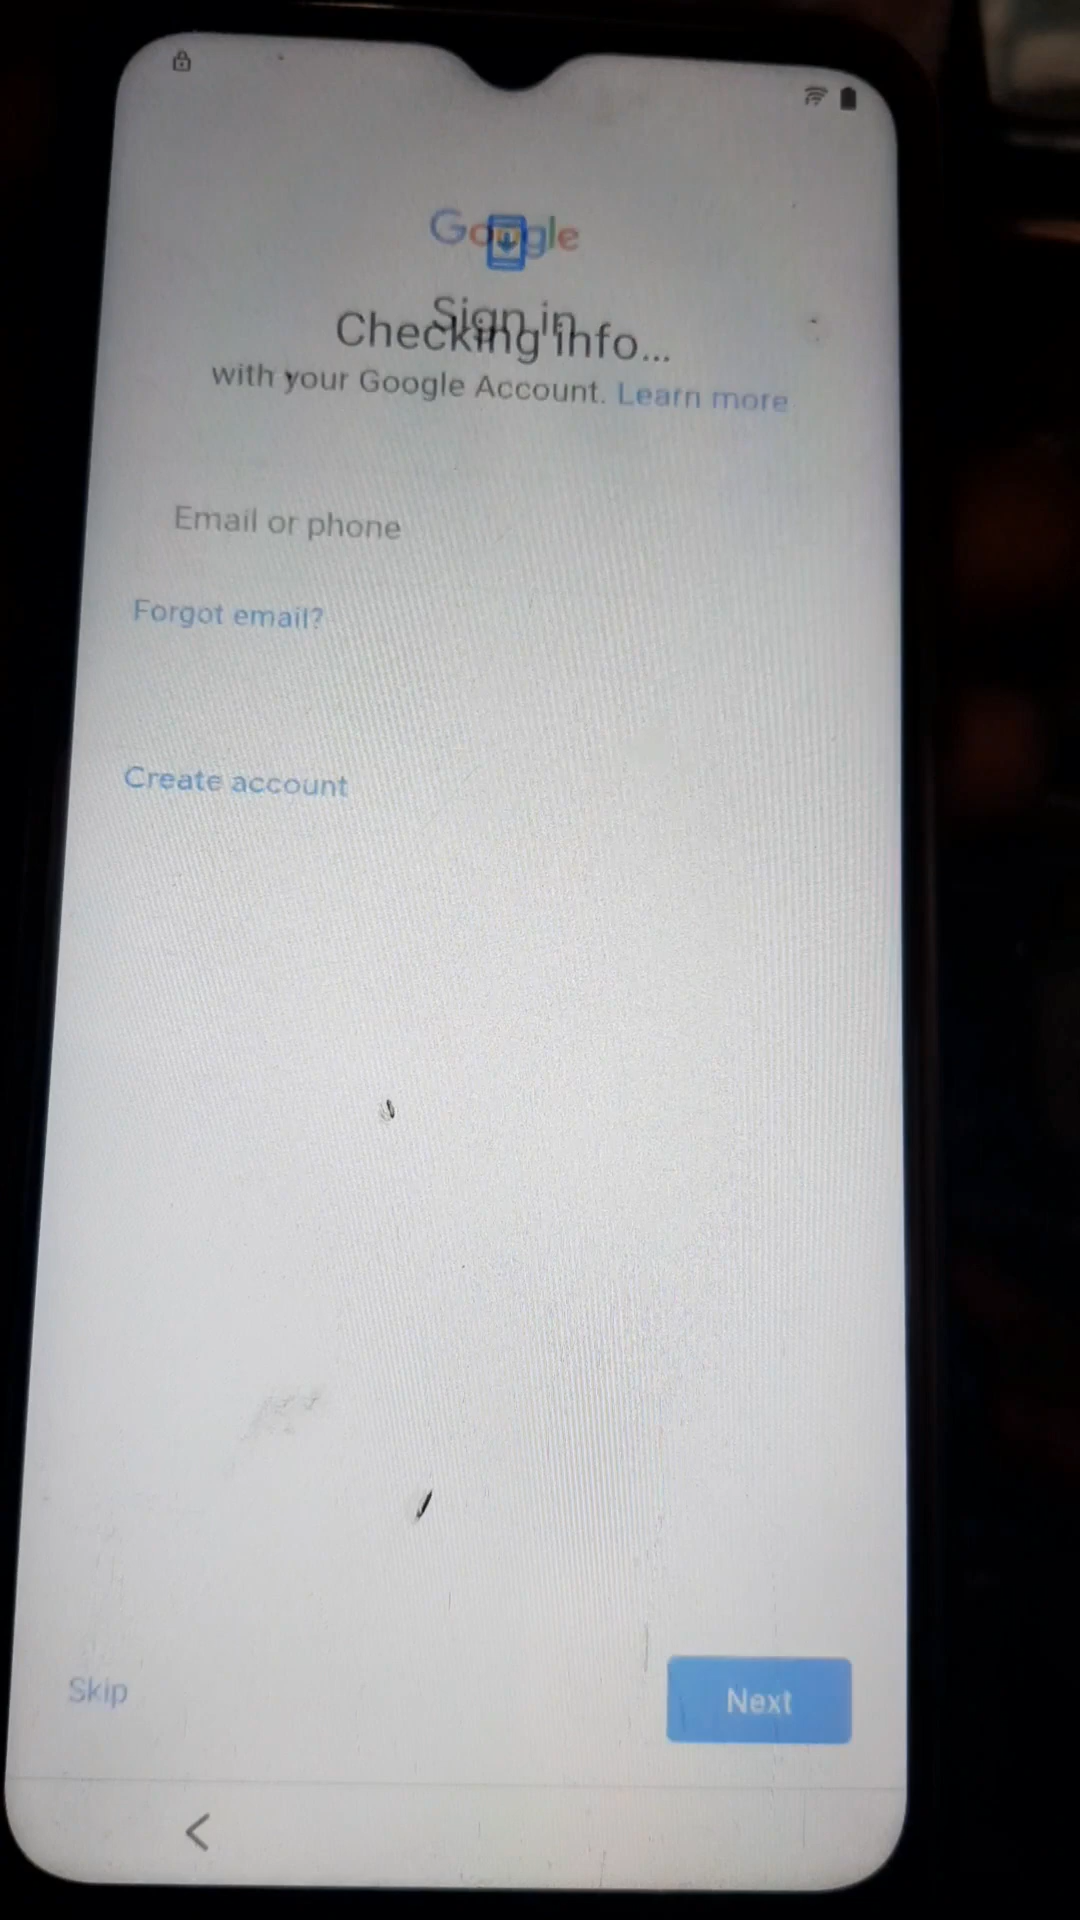 Google
Sign in
Checking info...
with your Google Account. Learn more
Email or phone
Forgot email?
Create account
Skip
Next